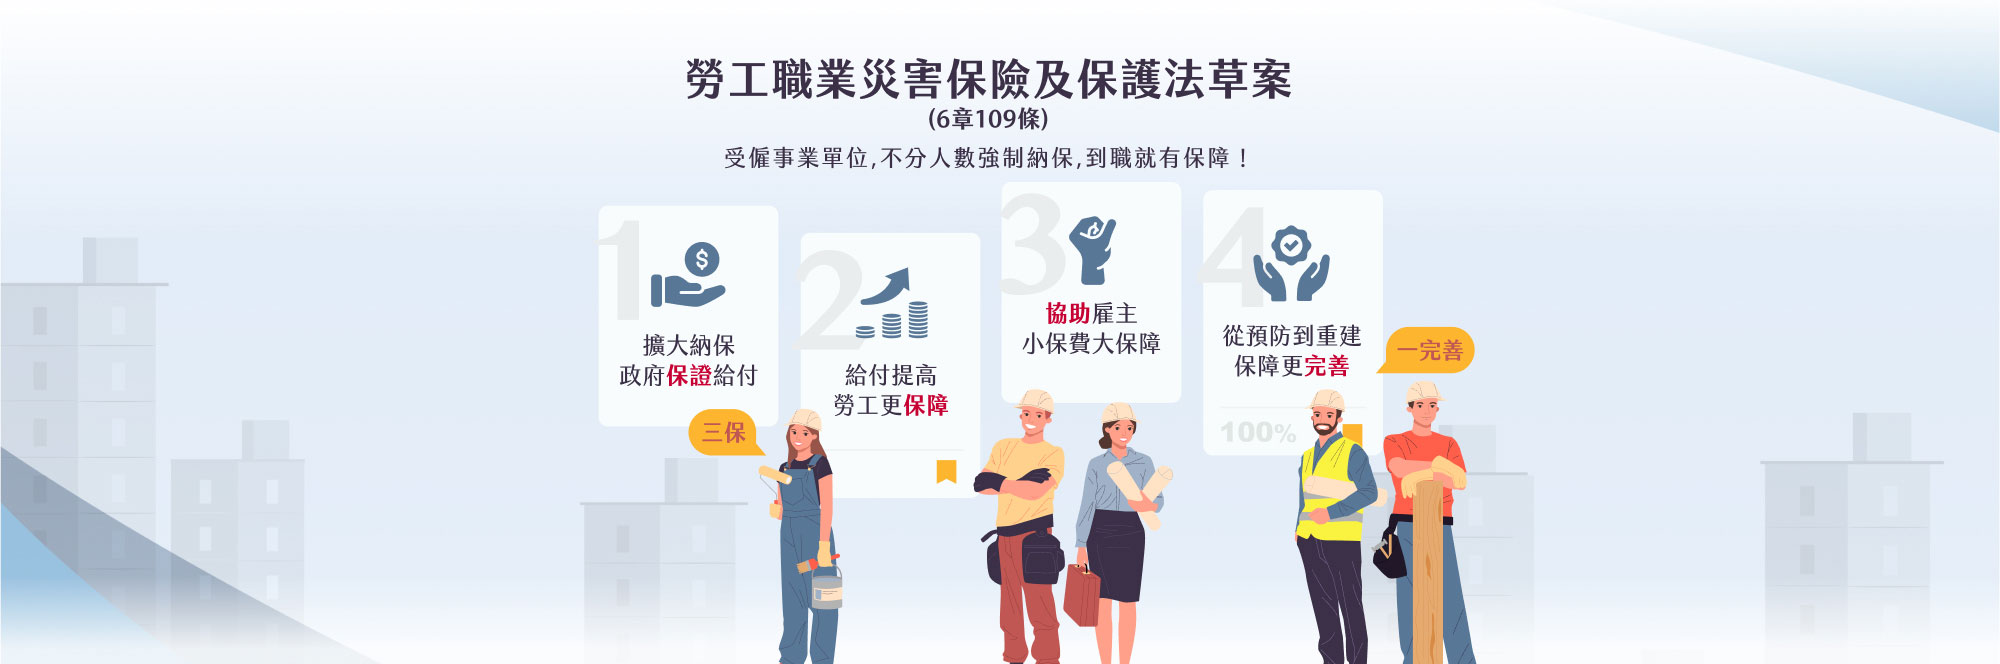 勞工職業災害保險及保護法草案
(6章109條)
受僱事業單位,不分人數強制納保,到職就有保障！
1
擴大納保
政府保證給付
三保
2
給付提高
勞工更保障
3
協助雇主
小保費大保障
4
從預防到重建
保障更完善
100%
一完善